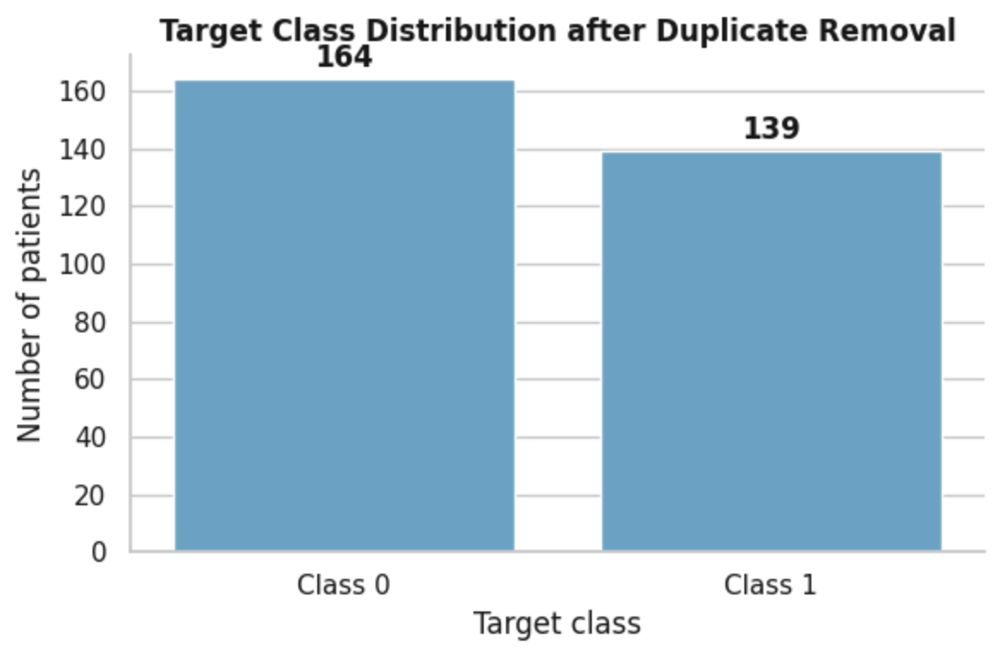 Target Class Distribution after Duplicate Removal
164
139
160
140
120
100
80
60
40
20
0
Number of patients
Class 0
Class 1
Target class